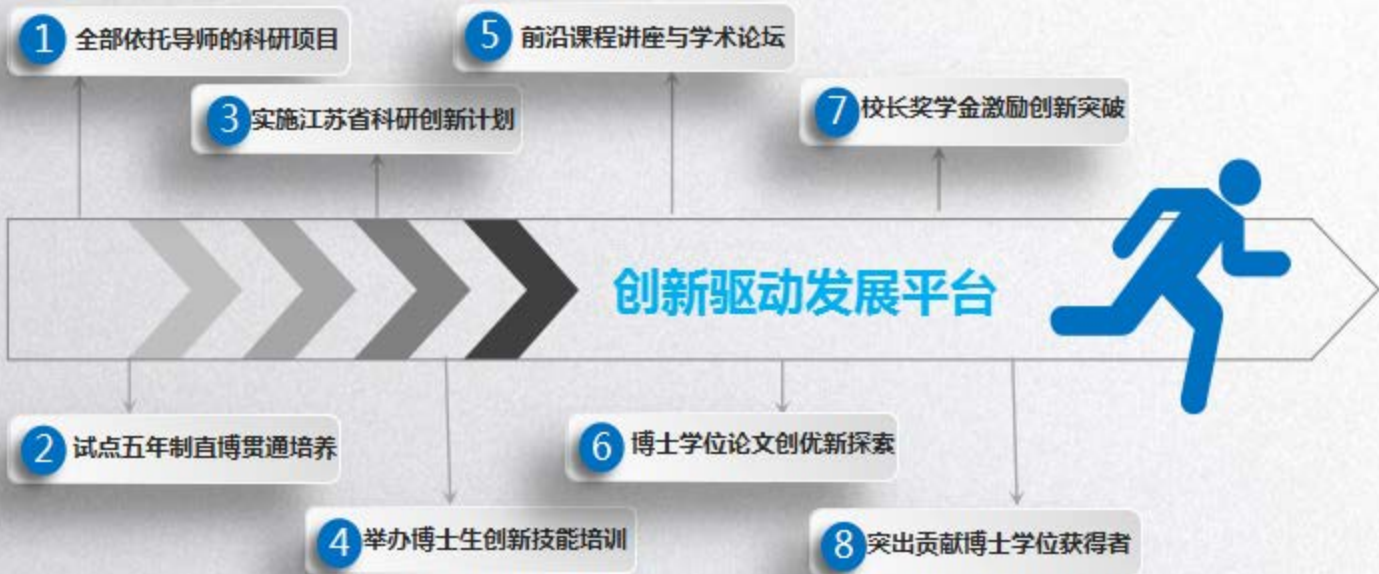 1 全部依托导师的科研项目
5 前沿课程讲座与学术论坛
3 实施江苏省科研创新计划
7 校长奖学金激励创新突破
创新驱动发展平台
2 试点五年制直博贯通培养
6 博士学位论文创优新探索
4 举办博士生创新技能培训
8 突出贡献博士学位获得者